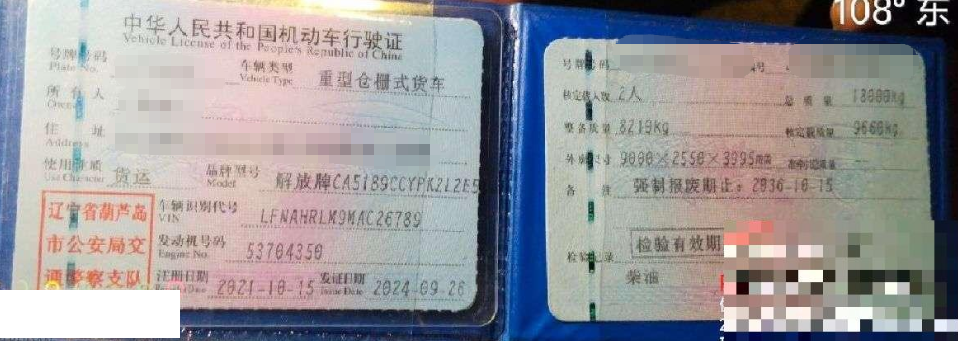 108° 东
中华人民共和国机动车行驶证
Vehicle License of the People's Republic of China
号牌号码
Plate No.
车辆类型
Vehicle Type
重型仓栅式货车
所有人
Owner
住址
Address
使用性质
Use Character
货运
品牌型号
Model
解放牌CA5189CCYPK2L2E5
辽宁省葫芦岛
市公安局交
通警察支队
车辆识别代号
VIN
LFNAHRLM9MAC26789
发动机号码
Engine No.
53704350
注册日期
2021-10-15
发证日期
Issue Date
2024-09-26
号牌号码
核定载人数 2人
总质量 18000kg
整备质量 8219kg
核定载质量
外廓尺寸 9000×2550×3995
备注 强制报废期止:2036-10-15
检验有效期
检验记录
柴油